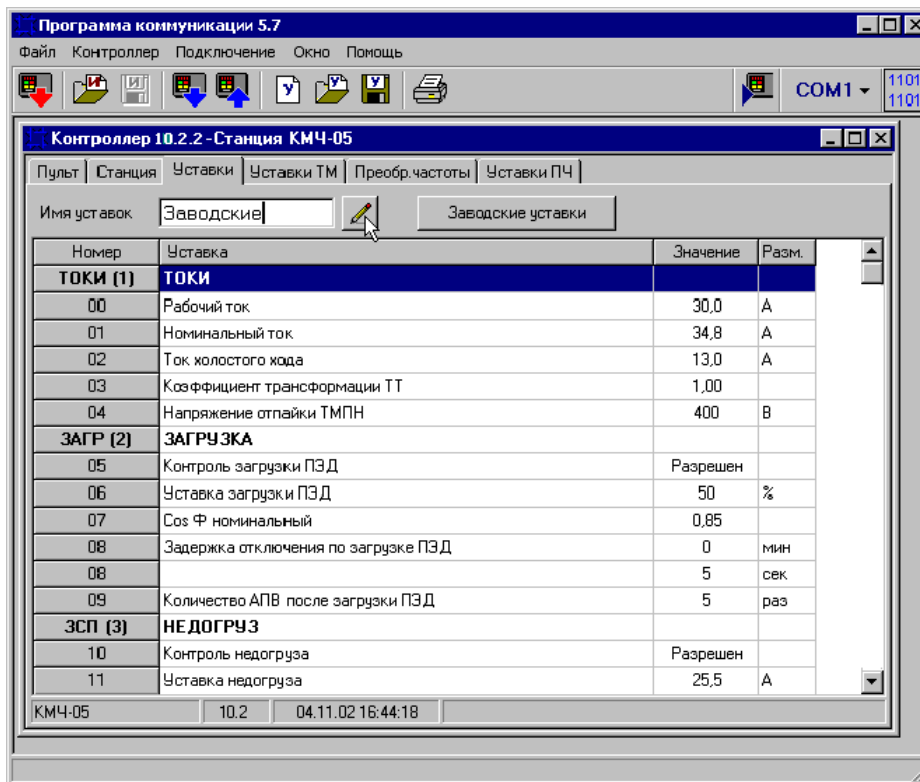 Программа коммуникации 5.7
Файл Контроллер Подключение Окно Помощь
И И У У У COM1 1101 1101
Контроллер 10.2.2 - Станция КМЧ-05
Пульт Станция Уставки Уставки ТМ Преобр.частоты Уставки ПЧ
Имя уставок Заводские Заводские уставки
Номер Уставка Значение Разм.
ТОКИ (1) ТОКИ
00 Рабочий ток 30,0 А
01 Номинальный ток 34,8 А
02 Ток холостого хода 13,0 А
03 Коэффициент трансформации ТТ 1,00
04 Напряжение отпайки ТМПН 400 В
ЗАГР (2) ЗАГРУЗКА
05 Контроль загрузки ПЭД Разрешен
06 Уставка загрузки ПЭД 50 %
07 Cos Ф номинальный 0,85
08 Задержка отключения по загрузке ПЭД 0 мин
08 5 сек
09 Количество АПВ после загрузки ПЭД 5 раз
ЗСП (3) НЕДОГРУЗ
10 Контроль недогруза Разрешен
11 Уставка недогруза 25,5 А
КМЧ-05 10.2 04.11.02 16:44:18